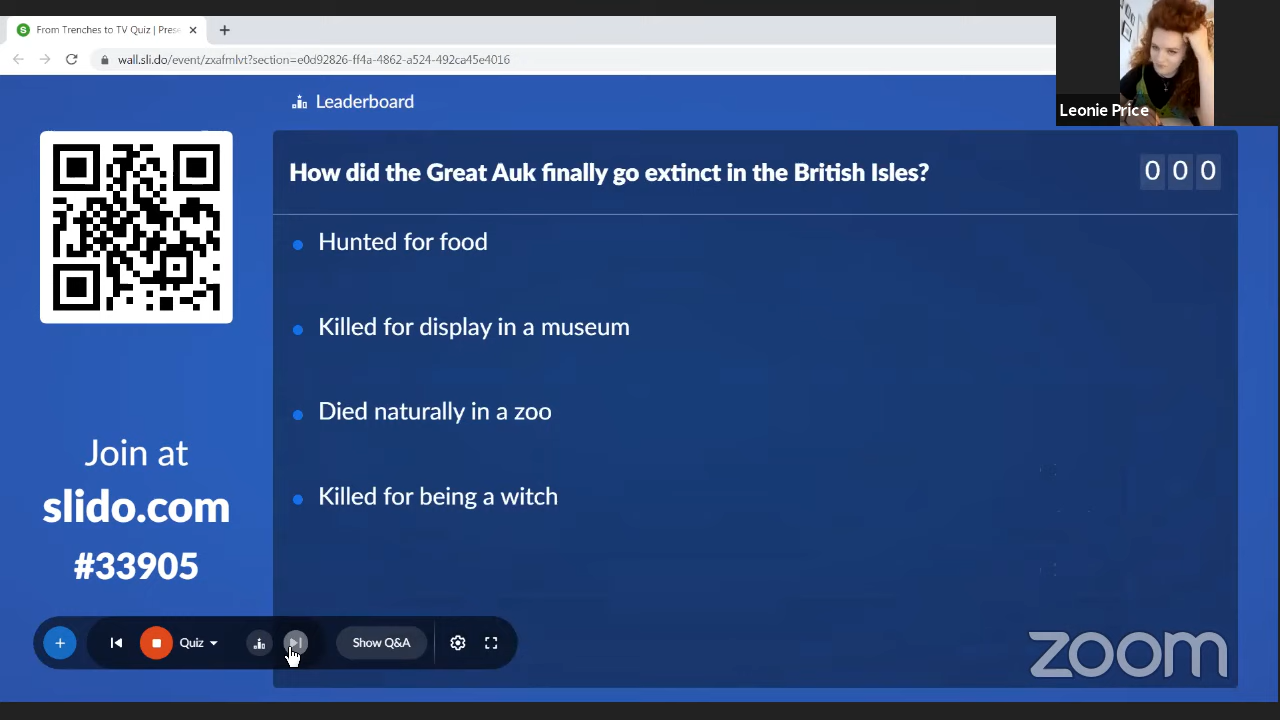 From Trenches to TV Quiz | Prese
wall.sli.do/event/zxafmlvt?section=e0d92826-ff4a-4862-a524-492ca45e4016
Leonie Price
Leaderboard
How did the Great Auk finally go extinct in the British Isles?
0 0 0
Hunted for food
Killed for display in a museum
Died naturally in a zoo
Killed for being a witch
Join at
slido.com
#33905
Quiz
Show Q&A
zoom